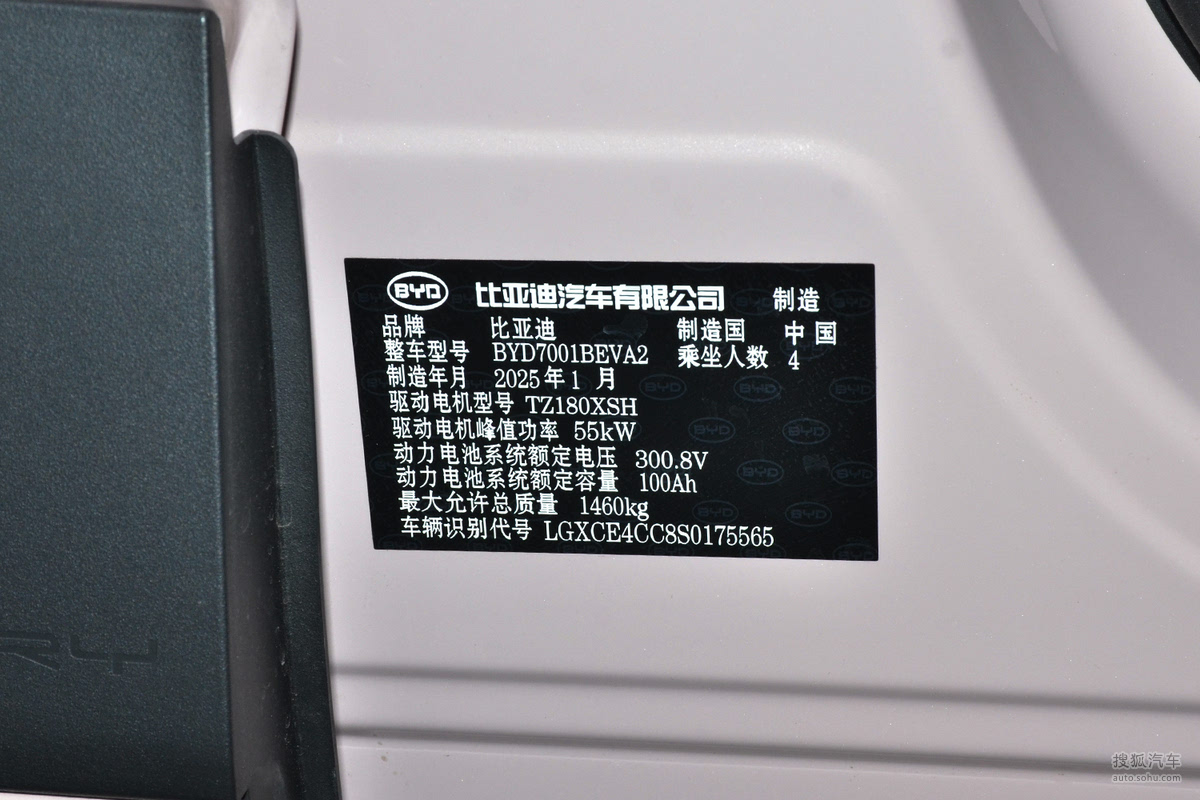 BYD 比亚迪汽车有限公司 制造
品牌 比亚迪 制造国 中国
整车型号 BYD7001BEVA2 乘坐人数 4
制造年月 2025年1月
驱动电机型号 TZ180XSH
驱动电机峰值功率 55kW
动力电池系统额定电压 300.8V
动力电池系统额定容量 100Ah
最大允许总质量 1460kg
车辆识别代号 LGXCE4CC8S0175565
RY
搜狐汽车
auto.sohu.com